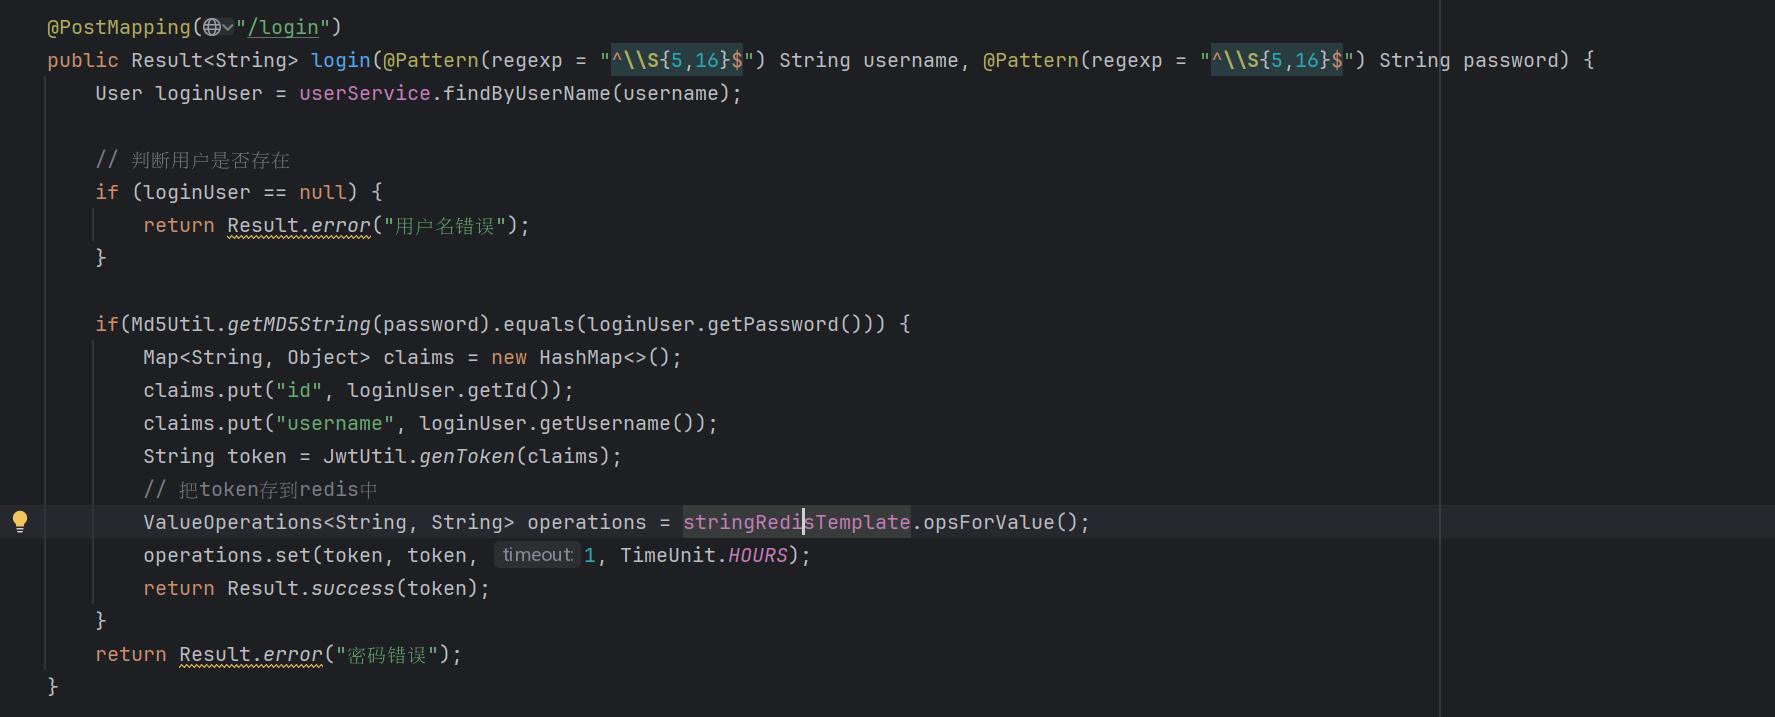 @PostMapping("/login")
public Result<String> login(@Pattern(regexp = "^\\S{5,16}$") String username, @Pattern(regexp = "^\\S{5,16}$") String password) {
    User loginUser = userService.findByUserName(username);

    // 判断用户是否存在
    if (loginUser == null) {
        return Result.error("用户名错误");
    }

    if(Md5Util.getMD5String(password).equals(loginUser.getPassword())) {
        Map<String, Object> claims = new HashMap<>();
        claims.put("id", loginUser.getId());
        claims.put("username", loginUser.getUsername());
        String token = JwtUtil.genToken(claims);
        // 把token存到redis中
        ValueOperations<String, String> operations = stringRedisTemplate.opsForValue();
        operations.set(token, token, timeout: 1, TimeUnit.HOURS);
        return Result.success(token);
    }
    return Result.error("密码错误");
}